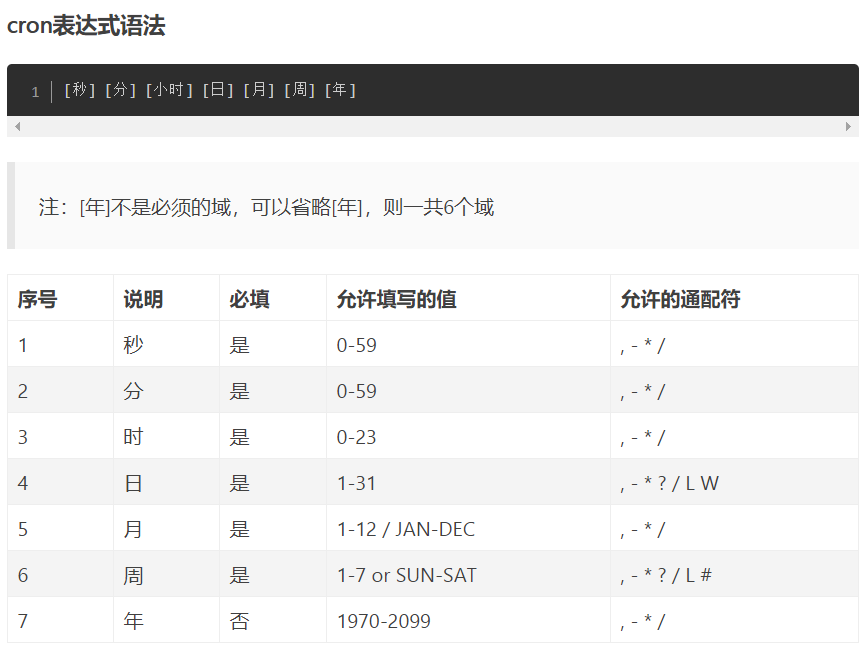 cron表达式语法
1 [秒] [分] [小时] [日] [月] [周] [年]
注：[年]不是必须的域，可以省略[年]，则一共6个域
序号 说明 必填 允许填写的值 允许的通配符
1 秒 是 0-59 , - * /
2 分 是 0-59 , - * /
3 时 是 0-23 , - * /
4 日 是 1-31 , - * ? / L W
5 月 是 1-12 / JAN-DEC , - * /
6 周 是 1-7 or SUN-SAT , - * ? / L #
7 年 否 1970-2099 , - * /